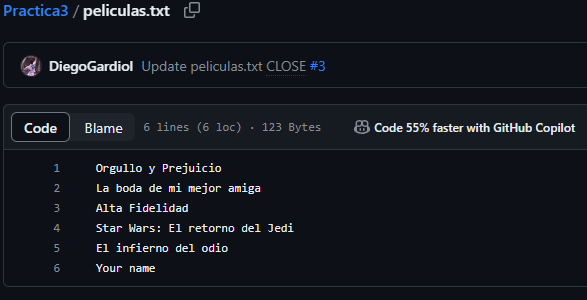 Practica3 / peliculas.txt
DiegoGardiol Update peliculas.txt CLOSE #3
Code Blame 6 lines (6 loc) · 123 Bytes Code 55% faster with GitHub Copilot
1 Orgullo y Prejuicio
2 La boda de mi mejor amiga
3 Alta Fidelidad
4 Star Wars: El retorno del Jedi
5 El infierno del odio
6 Your name